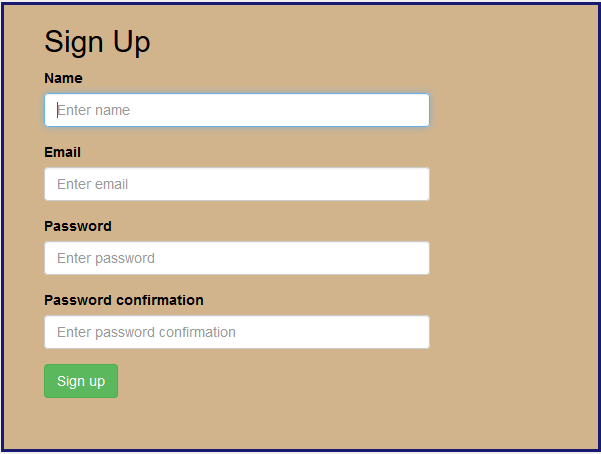 Sign Up
Name
Enter name
Email
Enter email
Password
Enter password
Password confirmation
Enter password confirmation
Sign up